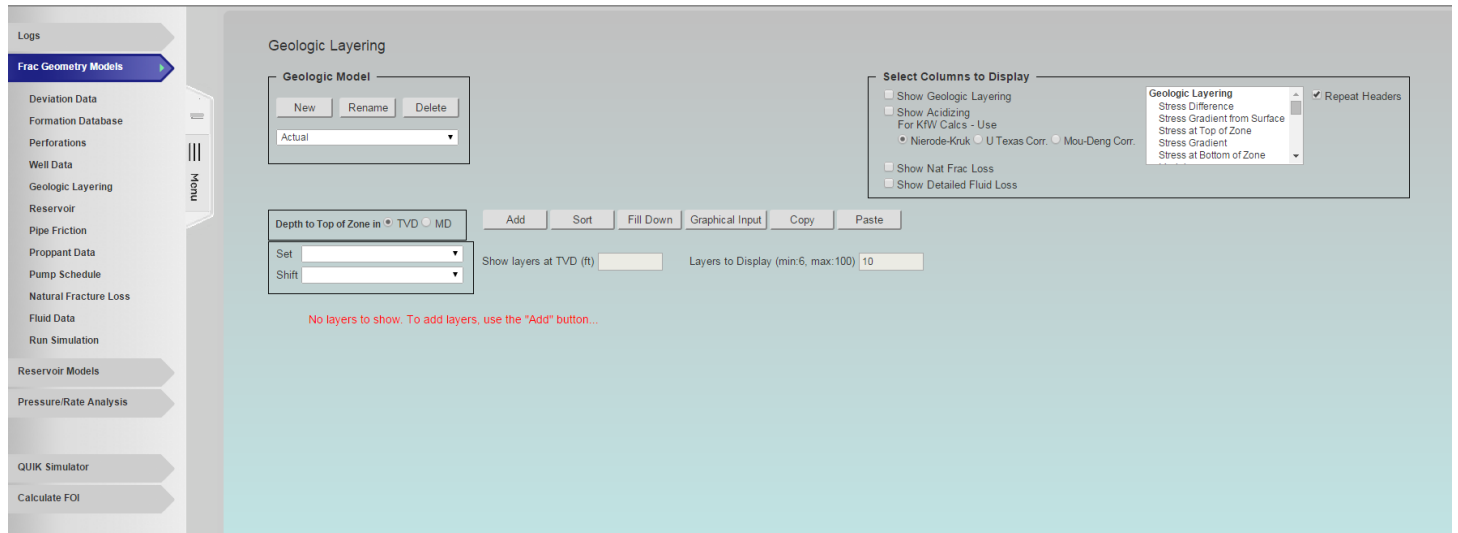 Logs
Frac Geometry Models
Deviation Data
Formation Database
Perforations
Well Data
Geologic Layering
Reservoir
Pipe Friction
Proppant Data
Pump Schedule
Natural Fracture Loss
Fluid Data
Run Simulation
Reservoir Models
Pressure/Rate Analysis
QUIK Simulator
Calculate FOI
Menu
Geologic Layering
Geologic Model
New Rename Delete
Actual
Select Columns to Display
Show Geologic Layering
Show Acidizing
For KfW Calcs - Use
Nierode-Kruk U Texas Corr. Mou-Deng Corr.
Show Nat Frac Loss
Show Detailed Fluid Loss
Geologic Layering
Stress Difference
Stress Gradient from Surface
Stress at Top of Zone
Stress Gradient
Stress at Bottom of Zone
Repeat Headers
Depth to Top of Zone in TVD MD
Add Sort Fill Down Graphical Input Copy Paste
Set
Shift
Show layers at TVD (ft) Layers to Display (min:6, max:100) 10
No layers to show. To add layers, use the "Add" button...